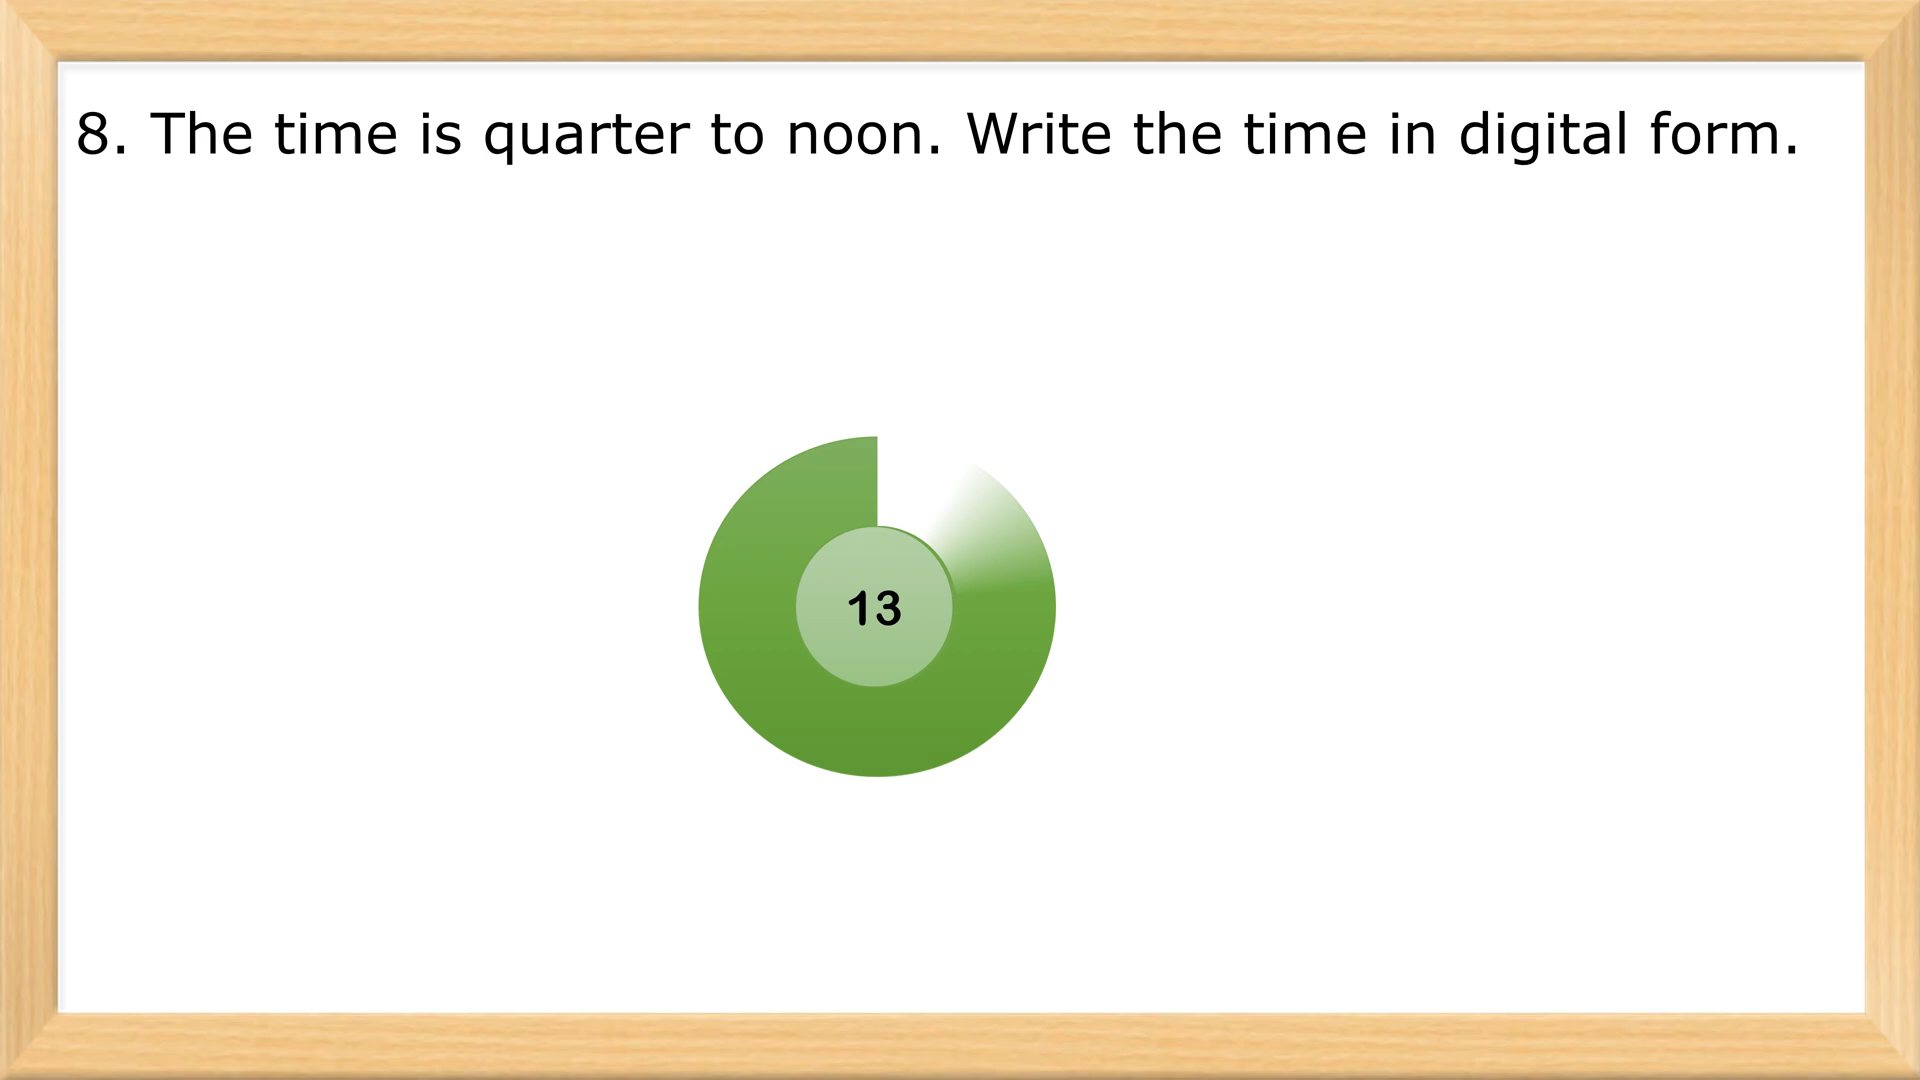 8. The time is quarter to noon. Write the time in digital form.
13